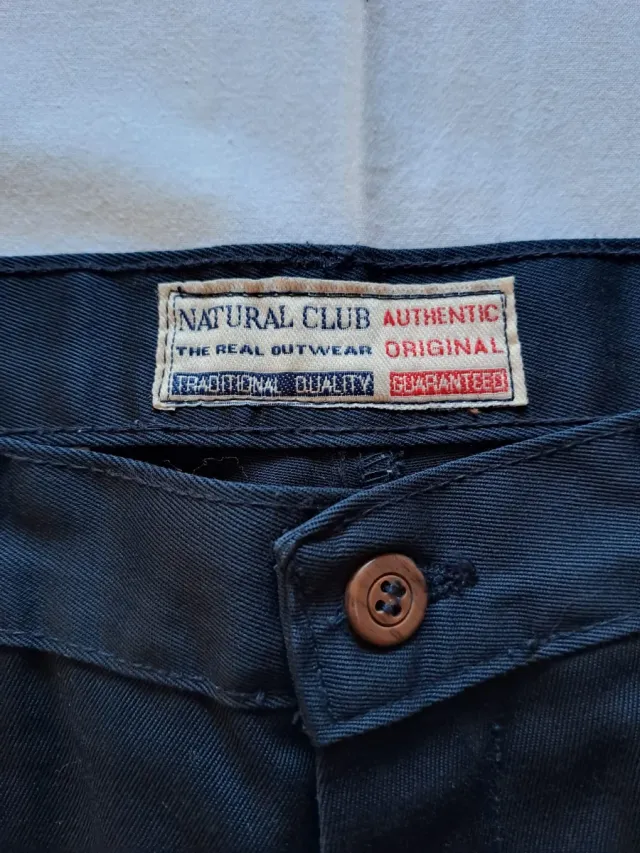 NATURAL CLUB AUTHENTIC
THE REAL OUTWEAR ORIGINAL
TRADITIONAL QUALITY GUARANTEED